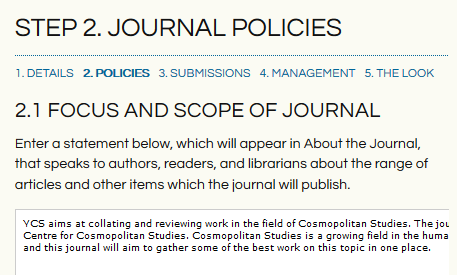 STEP 2. JOURNAL POLICIES
1. DETAILS 2. POLICIES 3. SUBMISSIONS 4. MANAGEMENT 5. THE LOOK
2.1 FOCUS AND SCOPE OF JOURNAL
Enter a statement below, which will appear in About the Journal,
that speaks to authors, readers, and librarians about the range of
articles and other items which the journal will publish.
YCS aims at collating and reviewing work in the field of Cosmopolitan Studies. The
Centre for Cosmopolitan Studies. Cosmopolitan Studies is a growing field in the
and this journal will aim to gather some of the best work on this topic in one place.